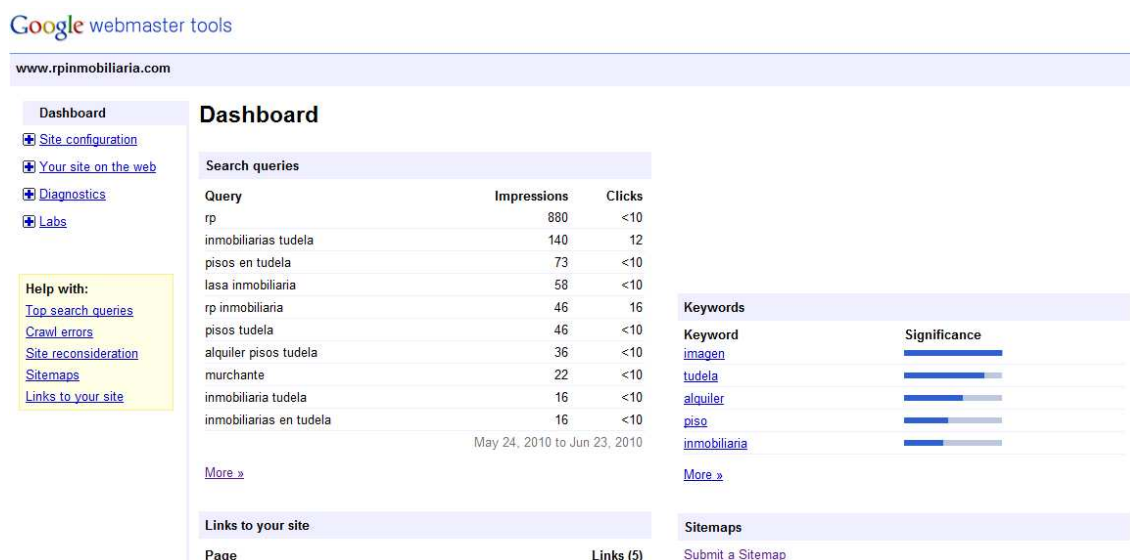 Google webmaster tools
www.rpinmobiliaria.com
Dashboard
Site configuration
Your site on the web
Diagnostics
Labs
Help with:
Top search queries
Crawl errors
Site reconsideration
Sitemaps
Links to your site
Dashboard
Search queries
Query Impressions Clicks
rp 880 <10
inmobiliarias tudela 140 12
pisos en tudela 73 <10
lasa inmobiliaria 58 <10
rp inmobiliaria 46 16
pisos tudela 46 <10
alquiler pisos tudela 36 <10
murchante 22 <10
inmobiliaria tudela 16 <10
inmobiliarias en tudela 16 <10
May 24, 2010 to Jun 23, 2010
More »
Links to your site
Page Links (5)
Keywords
Keyword Significance
imagen
tudela
alquiler
piso
inmobiliaria
More »
Sitemaps
Submit a Sitemap